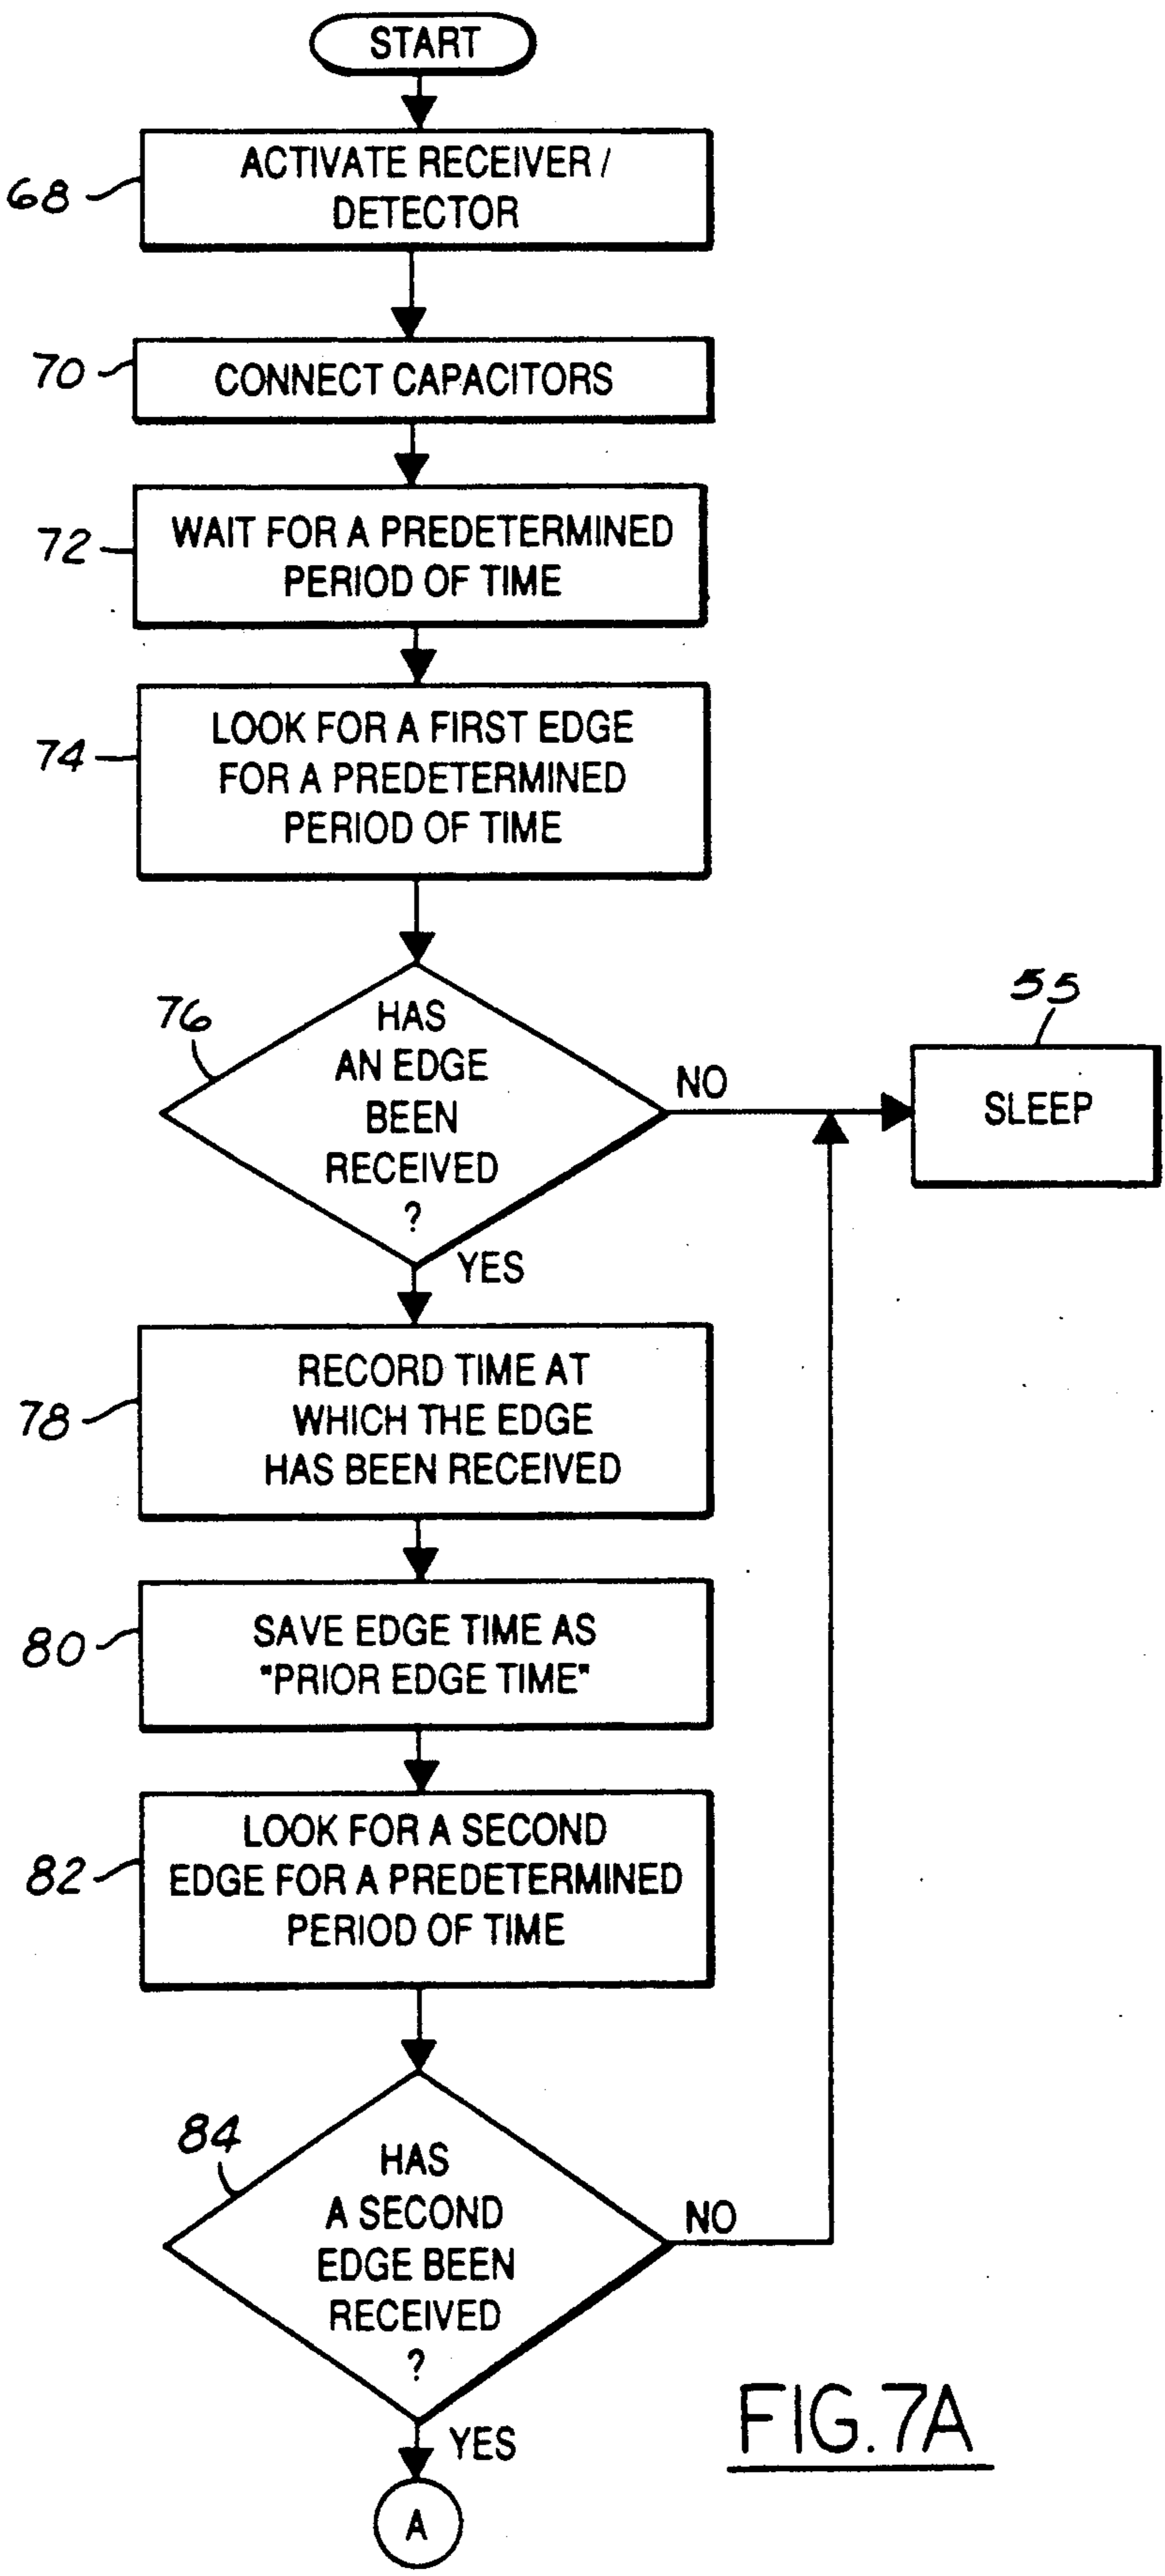 START
68
ACTIVATE RECEIVER /
DETECTOR
70
CONNECT CAPACITORS
72
WAIT FOR A PREDETERMINED
PERIOD OF TIME
74
LOOK FOR A FIRST EDGE
FOR A PREDETERMINED
PERIOD OF TIME
76
HAS
AN EDGE
BEEN
RECEIVED
?
NO
55
SLEEP
YES
78
RECORD TIME AT
WHICH THE EDGE
HAS BEEN RECEIVED
80
SAVE EDGE TIME AS
"PRIOR EDGE TIME"
82
LOOK FOR A SECOND
EDGE FOR A PREDETERMINED
PERIOD OF TIME
84
HAS
A SECOND
EDGE BEEN
RECEIVED
?
NO
YES
A
FIG.7A